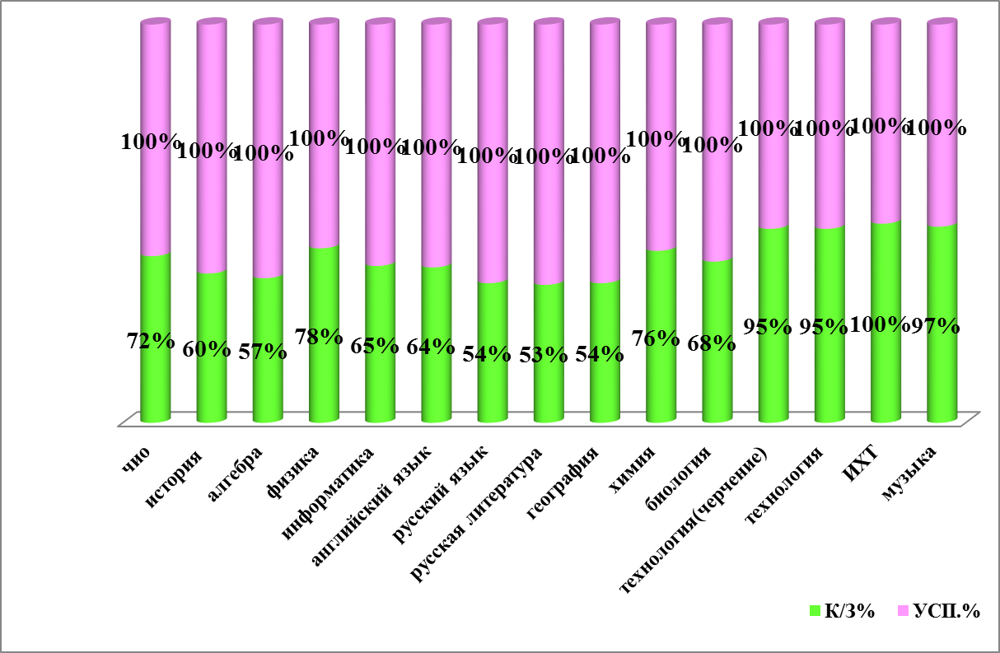 100% 100% 100% 100% 100% 100% 100% 100% 100% 100% 100% 100% 100% 100% 100%
72% 60% 57% 78% 65% 64% 54% 53% 54% 76% 68% 95% 95% 100% 97%
чио
история
алгебра
физика
информатика
английский язык
русский язык
русская литература
география
химия
биология
технология(черчение)
технология
ИХТ
музыка
К/З% УСП.%